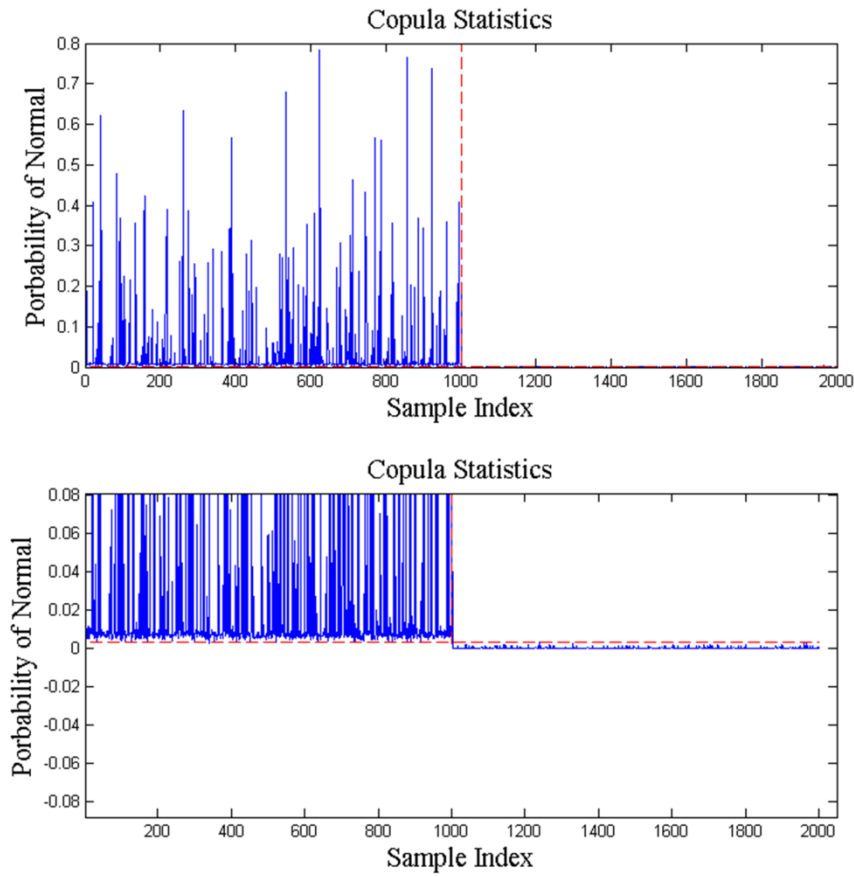 Copula Statistics
Porbability of Normal
0.8
0.7
0.6
0.5
0.4
0.3
0.2
0.1
0
0 200 400 600 800 1000 1200 1400 1600 1800 2000
Sample Index
Copula Statistics
Porbability of Normal
0.08
0.06
0.04
0.02
0
-0.02
-0.04
-0.06
-0.08
200 400 600 800 1000 1200 1400 1600 1800 2000
Sample Index